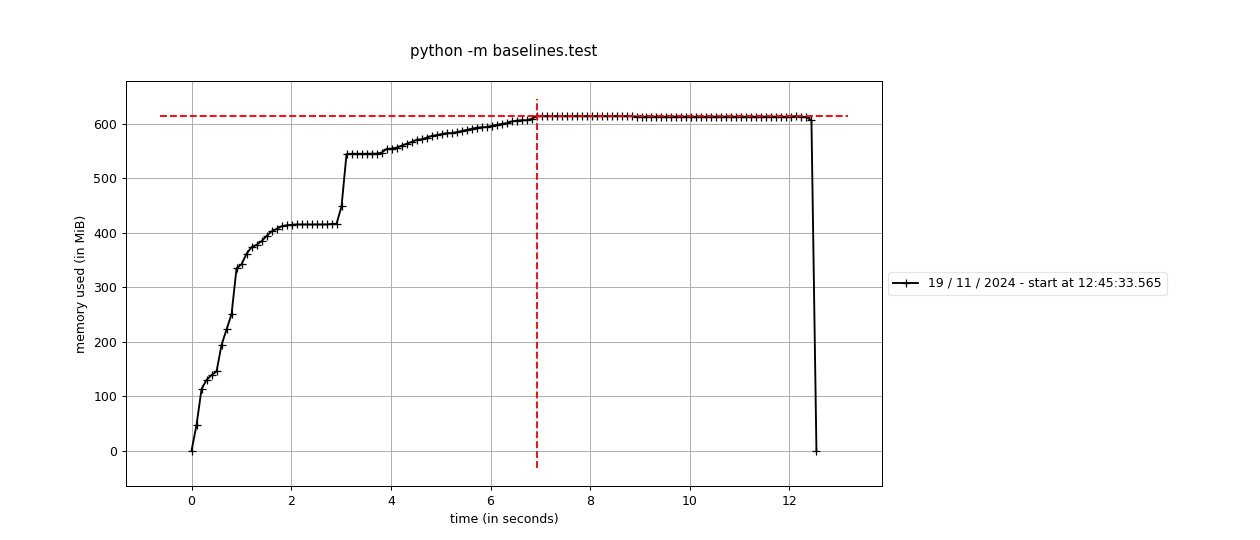 python -m baselines.test
memory used (in MiB)
600
500
400
300
200
100
0
0 2 4 6 8 10 12
time (in seconds)
19 / 11 / 2024 - start at 12:45:33.565